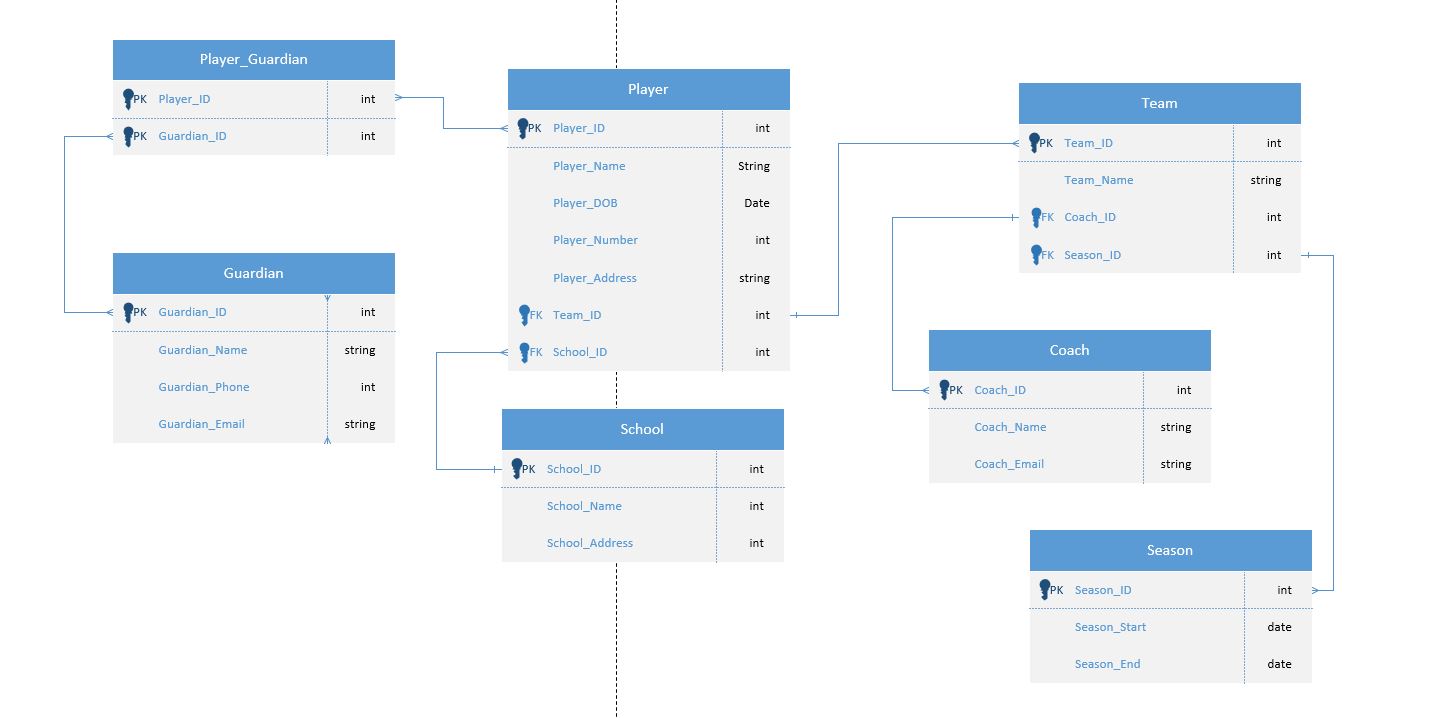 Player_Guardian
PK Player_ID int
PK Guardian_ID int
Guardian
PK Guardian_ID int
Guardian_Name string
Guardian_Phone int
Guardian_Email string
Player
PK Player_ID int
Player_Name String
Player_DOB Date
Player_Number int
Player_Address string
FK Team_ID int
FK School_ID int
School
PK School_ID int
School_Name int
School_Address int
Team
PK Team_ID int
Team_Name string
FK Coach_ID int
FK Season_ID int
Coach
PK Coach_ID int
Coach_Name string
Coach_Email string
Season
PK Season_ID int
Season_Start date
Season_End date